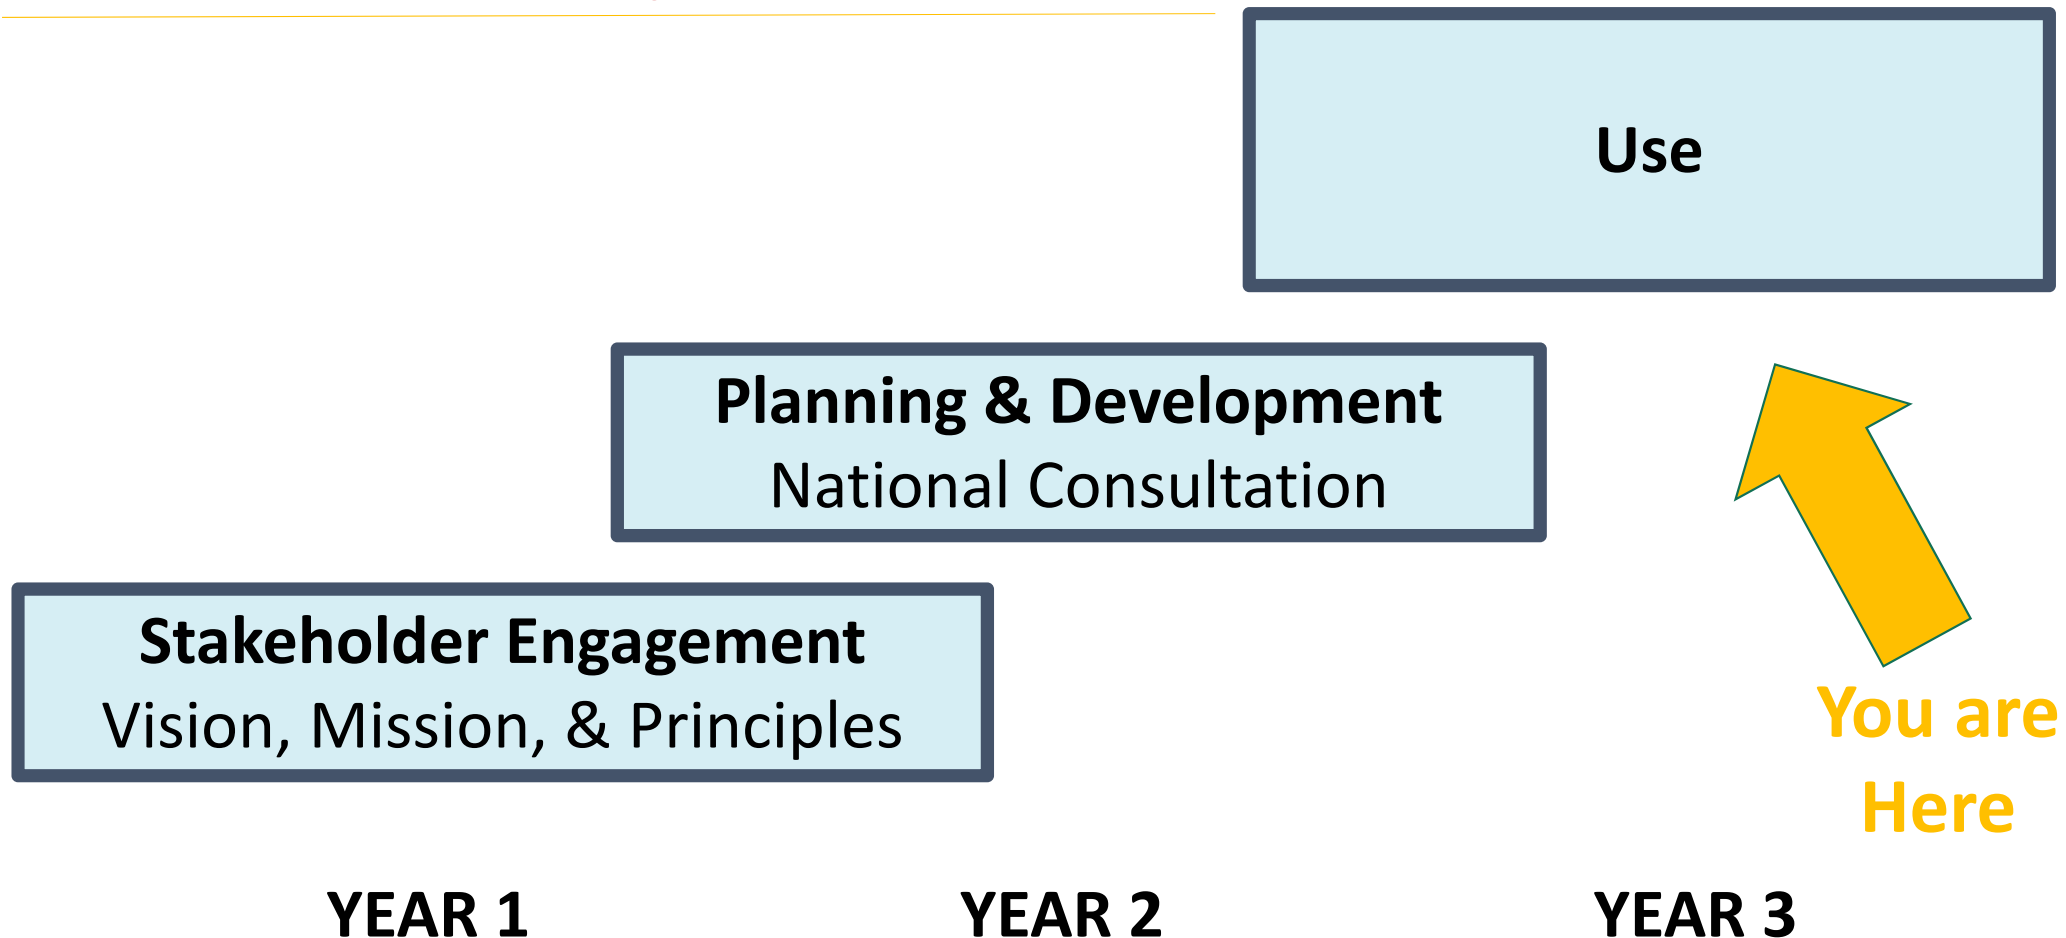 Use
Planning & Development
National Consultation
Stakeholder Engagement
Vision, Mission, & Principles
You are
Here
YEAR 1
YEAR 2
YEAR 3